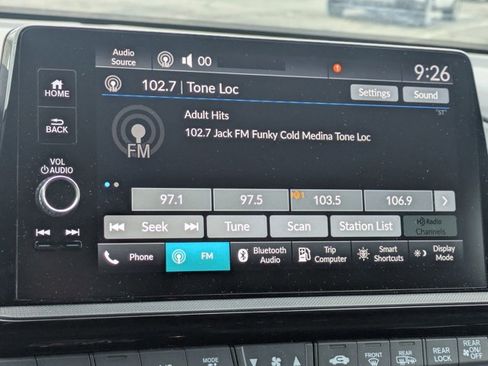 Audio
Source
00
9:26
HOME
102.7 | Tone Loc
Settings
Sound
"ST"
Adult Hits
102.7 Jack FM Funky Cold Medina Tone Loc
FM
BACK
VOL
AUDIO
97.1
97.5
1
103.5
106.9
Seek
Tune
Scan
Station List
HD Radio
Channels
Phone
FM
Bluetooth
Audio
Trip
Computer
Smart
Shortcuts
Display
Mode
MODE
FRONT
REAR
REAR
LOCK
REAR
ON/
OFF